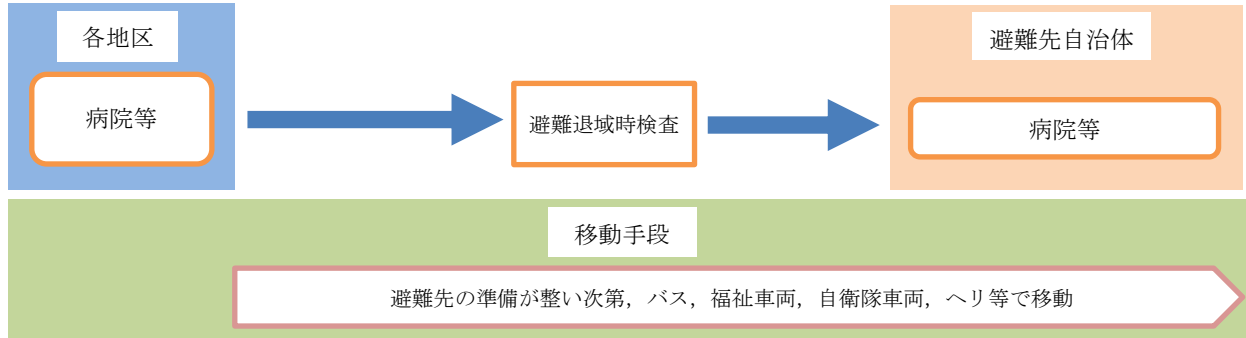 各地区
病院等
避難退域時検査
避難先自治体
病院等
移動手段
避難先の準備が整い次第，バス，福祉車両，自衛隊車両，ヘリ等で移動